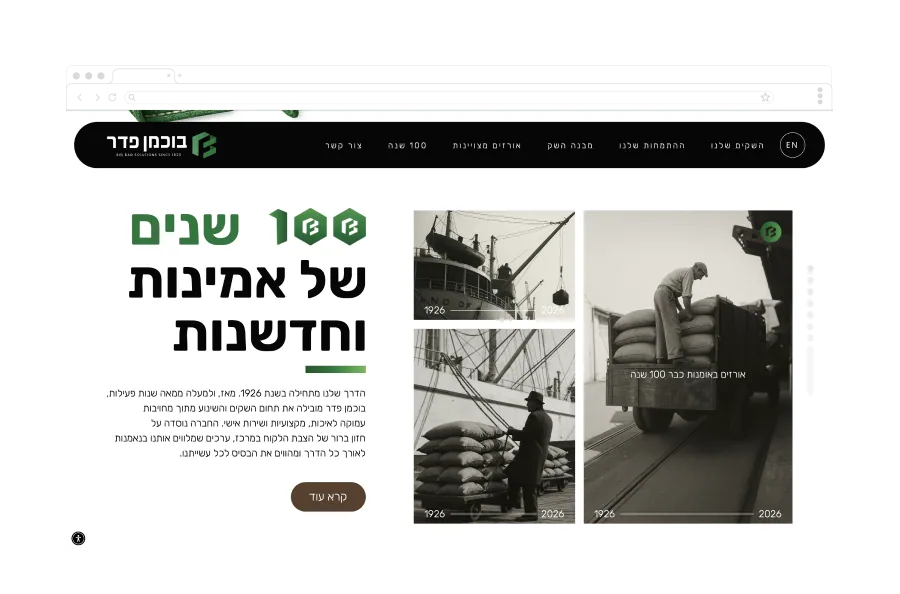 EN
השקים שלנו
ההתמחות שלנו
מבנה השק
אורזים מצויינות
100 שנה
צור קשר
בוכמן פדר
BIG BAG SOLUTIONS SINCE 1926
100 שנים
של אמינות
וחדשנות
הדרך שלנו מתחילה בשנת 1926. מאז, ולמעלה ממאה שנות פעילות,
בוכמן פדר מובילה את תחום השקים והשינוע מתוך מחויבות
עמוקה לאיכות, מקצועיות ושירות אישי. החברה נוסדה על
חזון ברור של הצבת הלקוח במרכז, ערכים שמלווים אותנו בנאמנות
לאורך כל הדרך ומהווים את הבסיס לכל עשייתנו.
קרא עוד
1926 2026
1926 2026
אורזים באומנות כבר 100 שנה
1926 2026